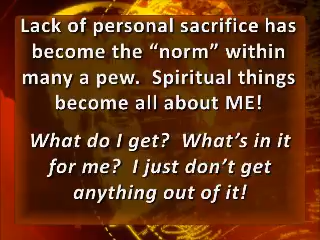 Lack of personal sacrifice has
become the “norm” within
many a pew.  Spiritual things
become all about ME!
What do I get?  What’s in it
for me?  I just don’t get
anything out of it!